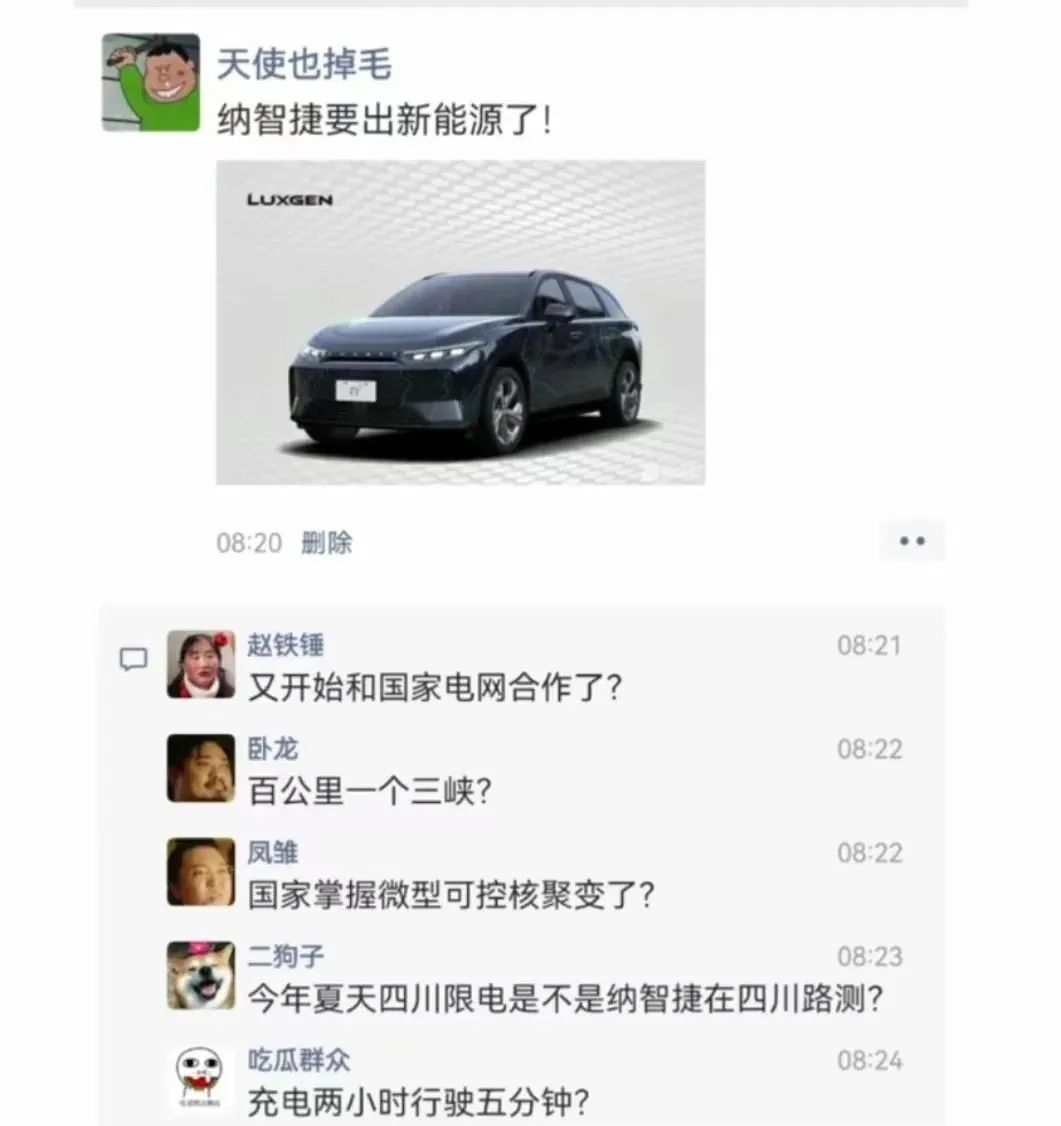 天使也掉毛
纳智捷要出新能源了!
LUXGEN
08:20 删除
赵铁锤 08:21
又开始和国家电网合作了?
卧龙 08:22
百公里一个三峡?
凤雏 08:22
国家掌握微型可控核聚变了?
二狗子 08:23
今年夏天四川限电是不是纳智捷在四川路测?
吃瓜群众 08:24
充电两小时行驶五分钟?